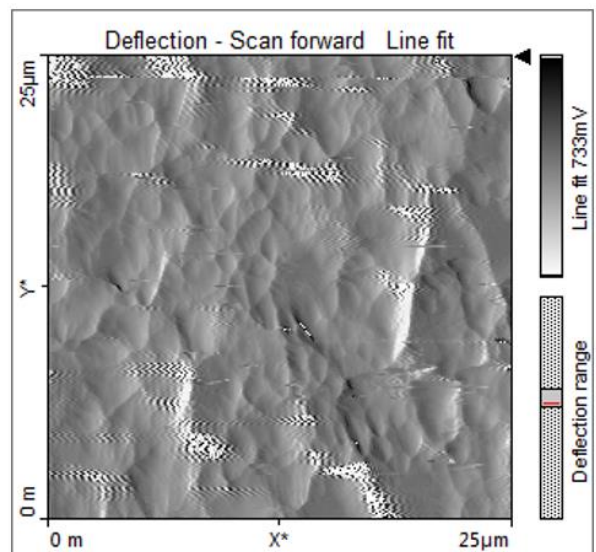 Deflection - Scan forward Line fit
25µm
Y*
0 m
0 m
X*
25µm
Line fit 733mV
Deflection range